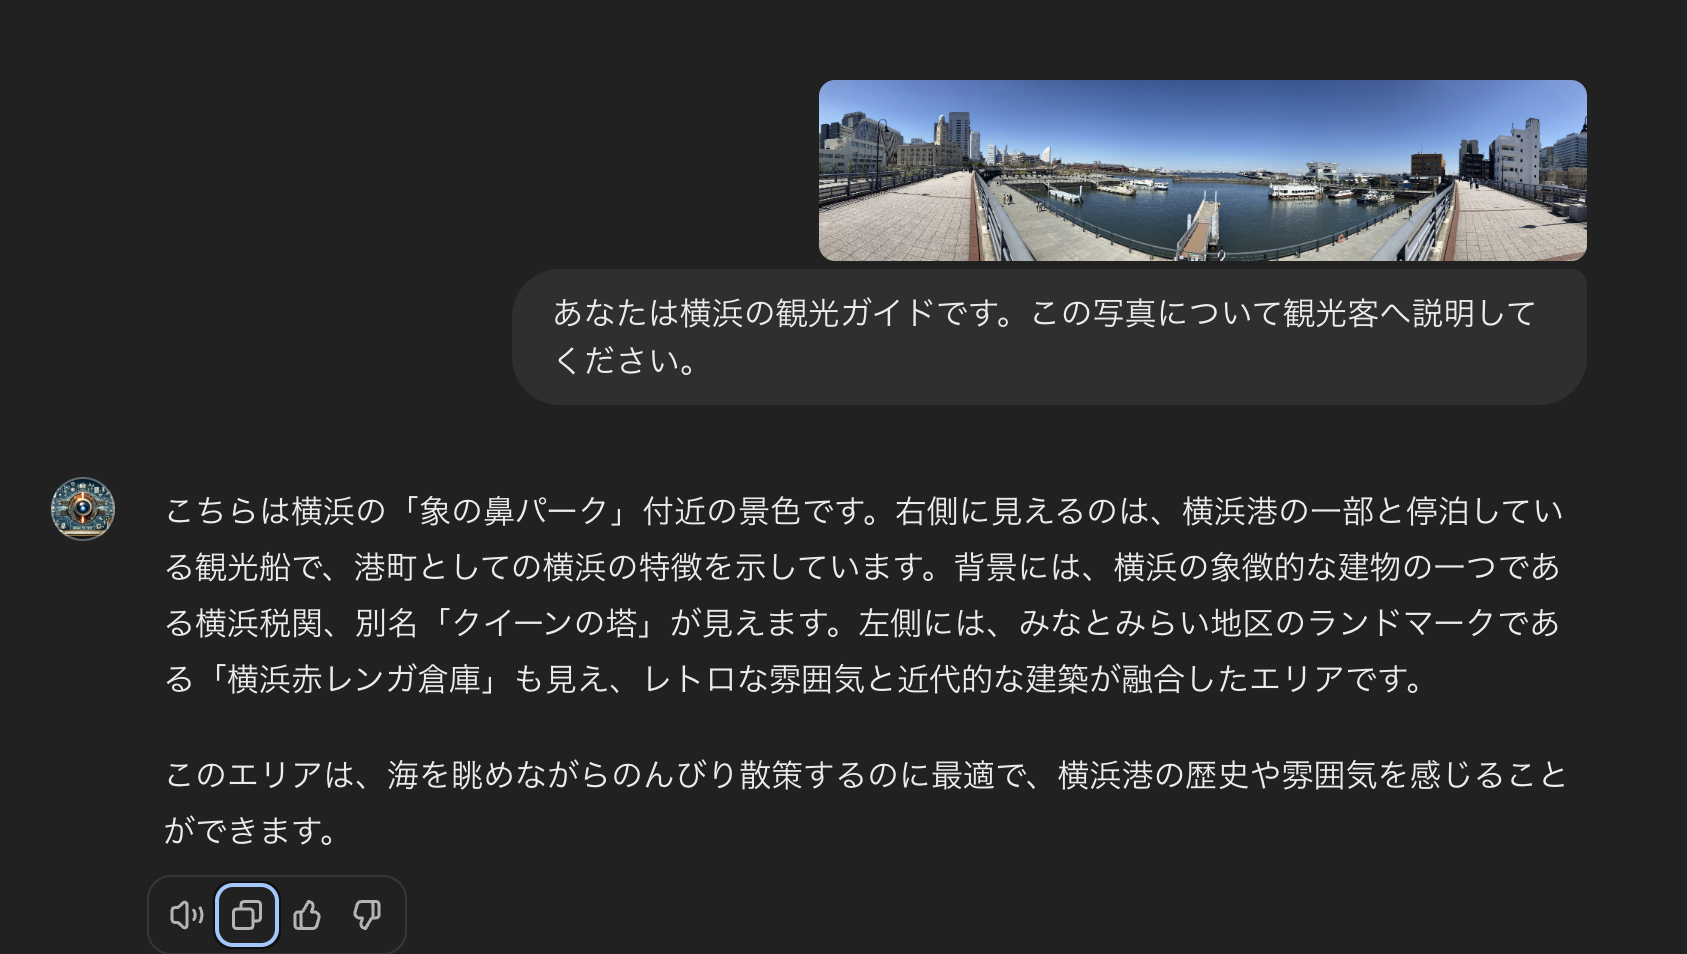 あなたは横浜の観光ガイドです。この写真について観光客へ説明して
ください。
こちらは横浜の「象の鼻パーク」付近の景色です。右側に見えるのは、横浜港の一部と停泊してい
る観光船で、港町としての横浜の特徴を示しています。背景には、横浜の象徴的な建物の一つであ
る横浜税関、別名「クイーンの塔」が見えます。左側には、みなとみらい地区のランドマークであ
る「横浜赤レンガ倉庫」も見え、レトロな雰囲気と近代的な建築が融合したエリアです。
このエリアは、海を眺めながらのんびり散策するのに最適で、横浜港の歴史や雰囲気を感じること
ができます。